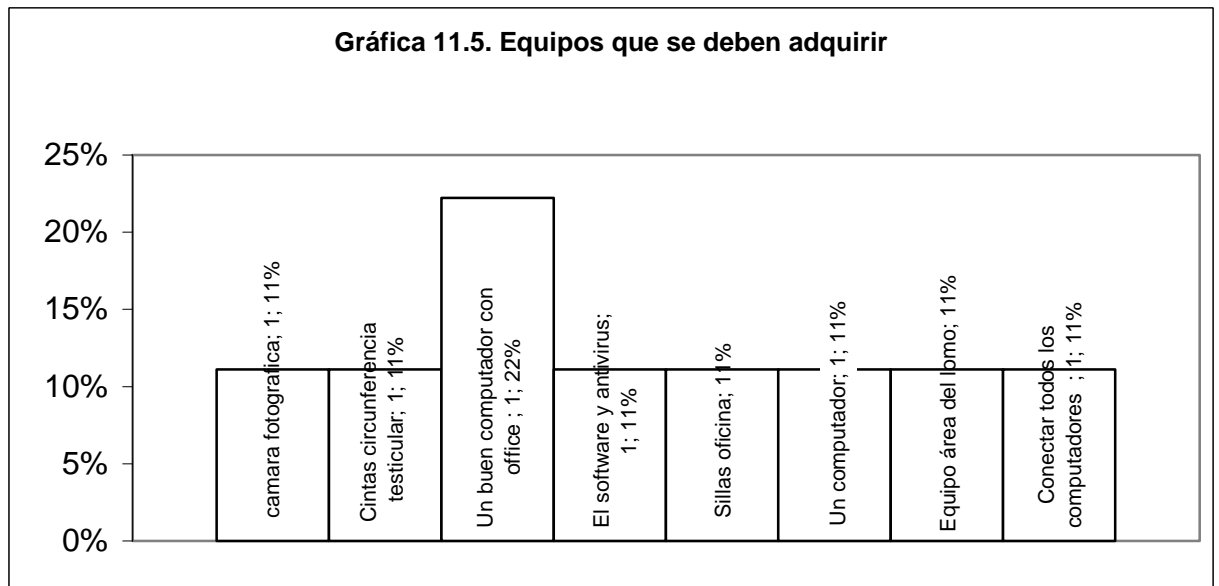 Gráfica 11.5. Equipos que se deben adquirir
25%
20%
15%
10%
5%
0%
camara fotografica; 1; 11%
Cintas circunferencia
testicular; 1; 11%
Un buen computador con
office ; 1; 22%
El software y antivirus;
1; 11%
Sillas oficina; 11%
Un computador; 1; 11%
Equipo área del lomo; 11%
Conectar todos los
computadores ; 1; 11%